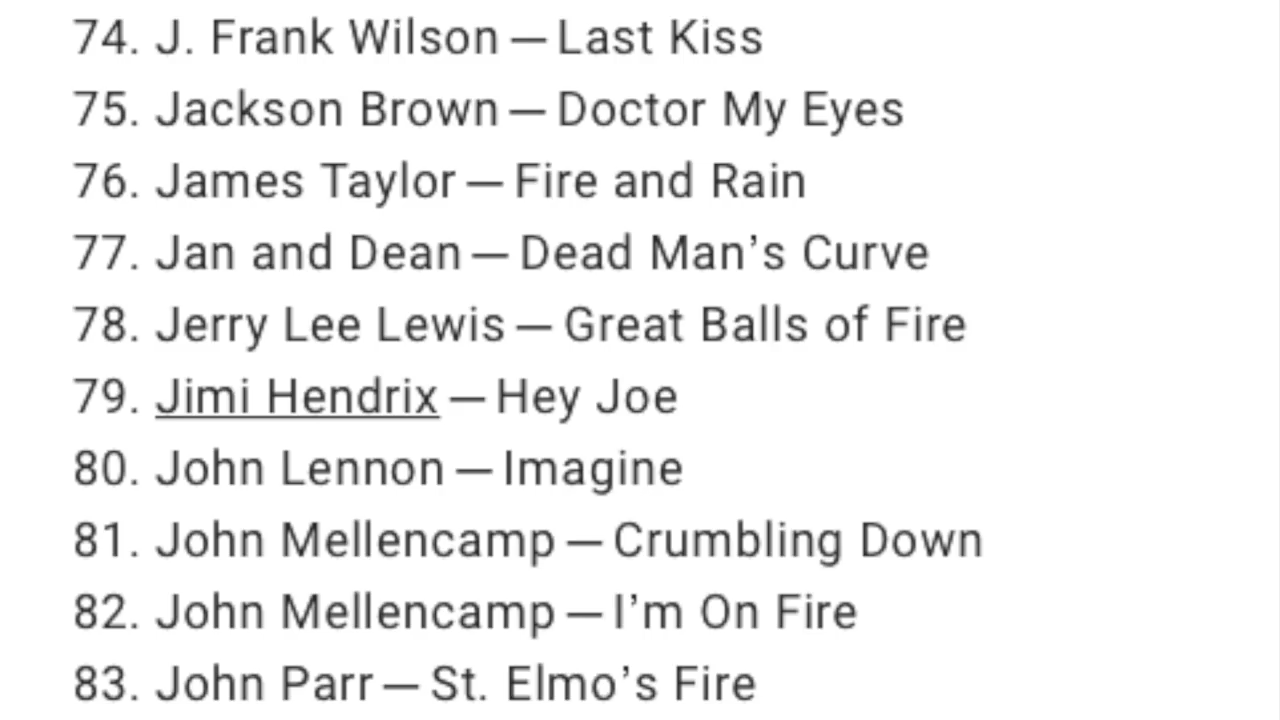 74. J. Frank Wilson — Last Kiss
75. Jackson Brown — Doctor My Eyes
76. James Taylor — Fire and Rain
77. Jan and Dean — Dead Man’s Curve
78. Jerry Lee Lewis — Great Balls of Fire
79. Jimi Hendrix — Hey Joe
80. John Lennon — Imagine
81. John Mellencamp — Crumbling Down
82. John Mellencamp — I’m On Fire
83. John Parr — St. Elmo’s Fire